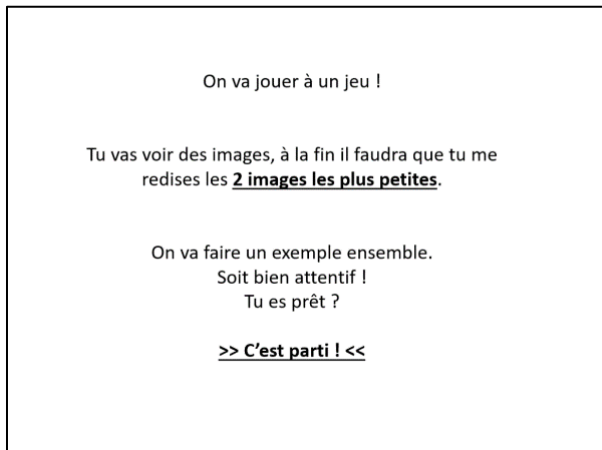 On va jouer à un jeu !
Tu vas voir des images, à la fin il faudra que tu me
redises les 2 images les plus petites.
On va faire un exemple ensemble.
Soit bien attentif !
Tu es prêt ?
>> C’est parti ! <<